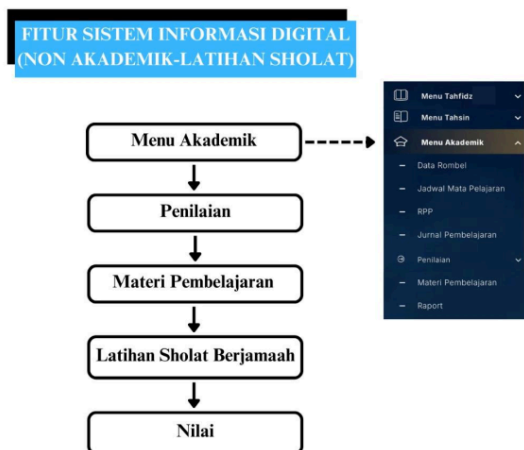 FITUR SISTEM INFORMASI DIGITAL
(NON AKADEMIK-LATIHAN SHOLAT)
Menu Akademik
Penilaian
Materi Pembelajaran
Latihan Sholat Berjamaah
Nilai
Menu Tahfidz
Menu Tahsin
Menu Akademik
Data Rombel
Jadwal Mata Pelajaran
RPP
Jurnal Pembelajaran
Penilaian
Materi Pembelajaran
Raport